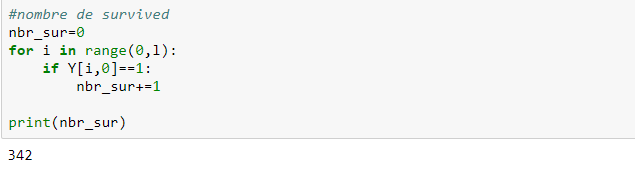 #nombre de survived
nbr_sur=0
for i in range(0,l):
    if Y[i,0]==1:
        nbr_sur+=1
print(nbr_sur)
342